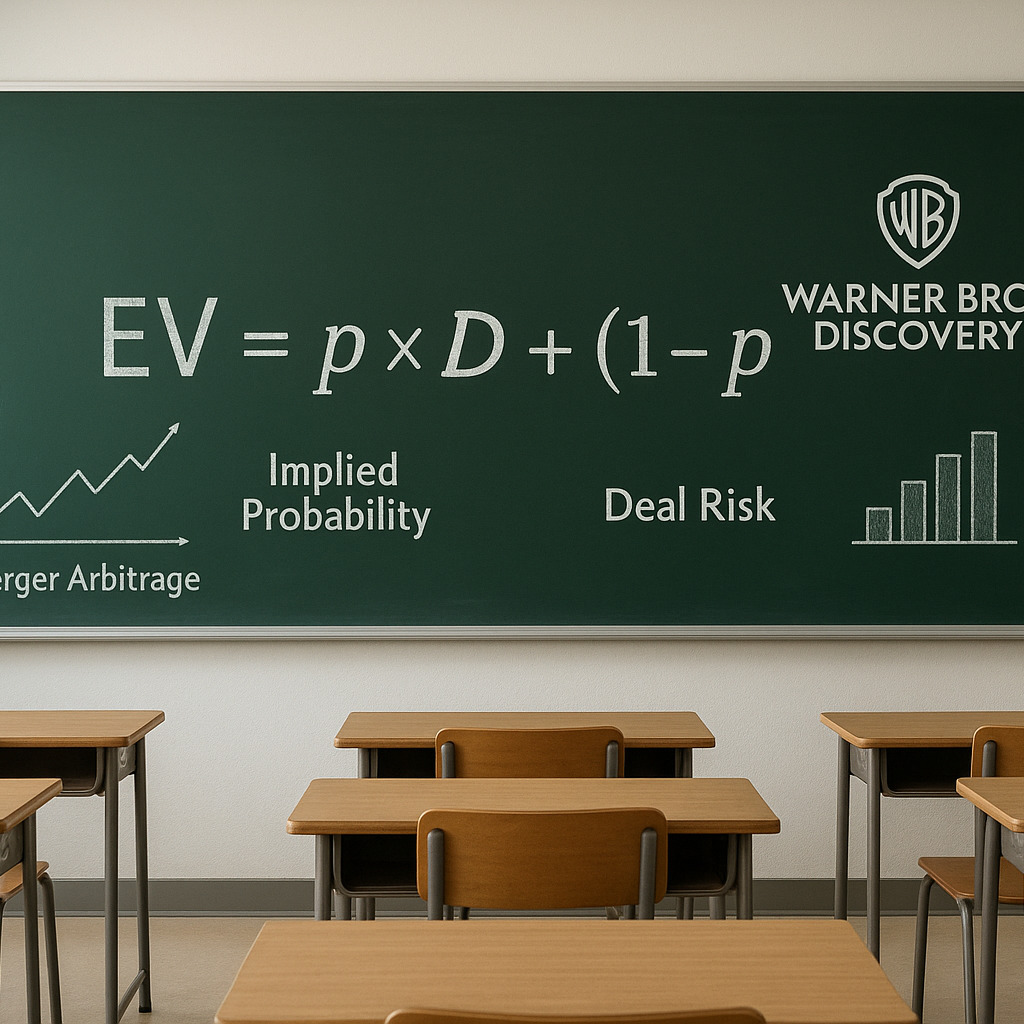 WB
WARNER BRO
DISCOVERY
EV = p × D + (1 – p
Implied
Probability
Deal Risk
erger Arbitrage